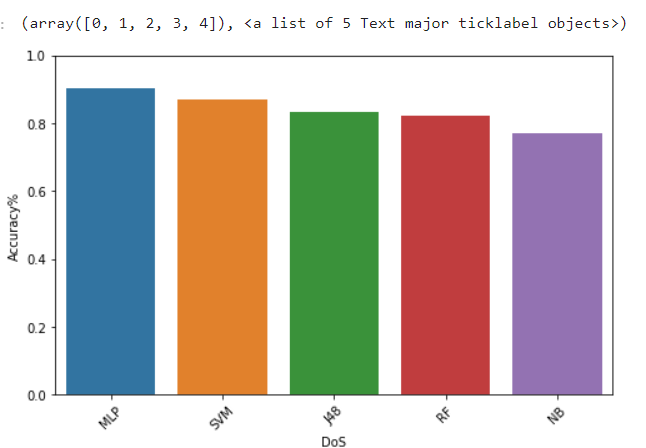 : (array([0, 1, 2, 3, 4]), <a list of 5 Text major ticklabel objects>)
1.0
0.8
0.6
0.4
0.2
0.0
Accuracy%
MLP
SVM
J48
RF
NB
DoS